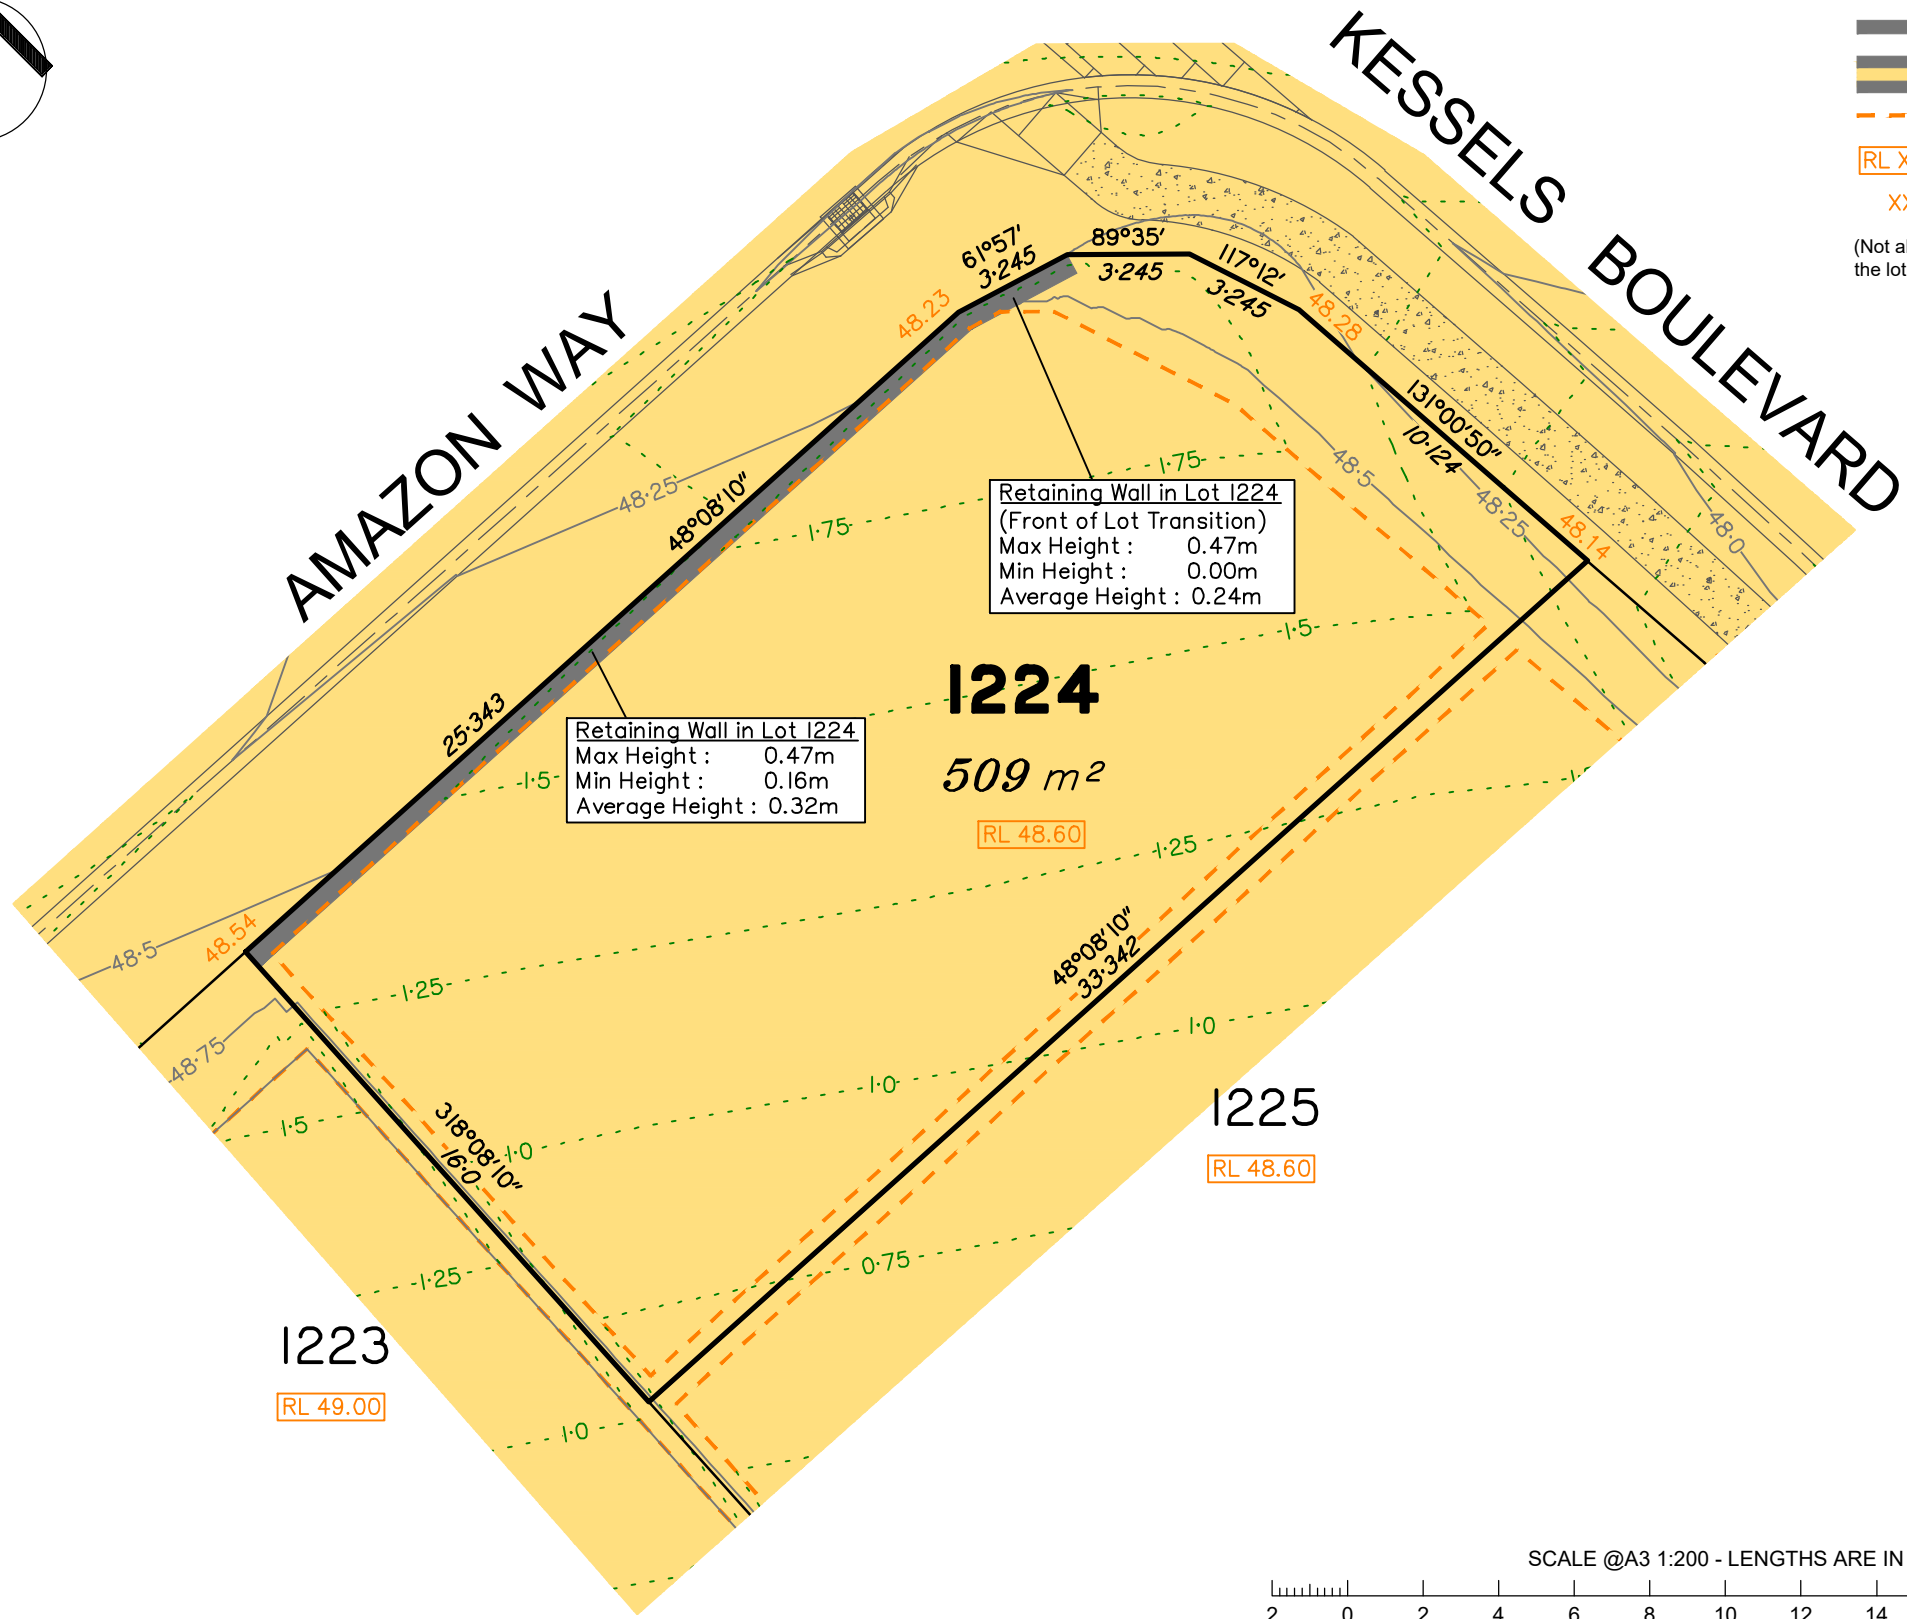 KESSELS BOULEVARD
AMAZON WAY
RL X
XX
(Not al
the lot
61°57'
3·245
89°35'
3·245
117°12'
3·245
48.23
48.28
131°00'50"
10·124
48.14
48·5
48·25
48·0
48·25
48°08'10"
25·343
1·75
1·75
Retaining Wall in Lot 1224
(Front of Lot Transition)
Max Height : 0.47m
Min Height : 0.00m
Average Height : 0.24m
1·5
1224
509 m²
RL 48.60
Retaining Wall in Lot 1224
Max Height : 0.47m
Min Height : 0.16m
Average Height : 0.32m
1·5
1·25
48.54
48·5
48·75
1·25
48°08'10"
33·342
1·0
1·0
1·0
1·5
318°08'10"
16·0
1225
RL 48.60
0·75
1·25
1223
RL 49.00
1·0
SCALE @A3 1:200 - LENGTHS ARE IN
2 0 2 4 6 8 10 12 14